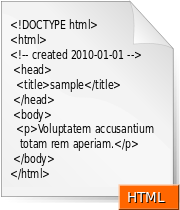 <!DOCTYPE html>
<html>
<!-- created 2010-01-01 -->
<head>
<title>sample</title>
</head>
<body>
<p>Voluptatem accusantium
totam rem aperiam.</p>
</body>
</html>
HTML